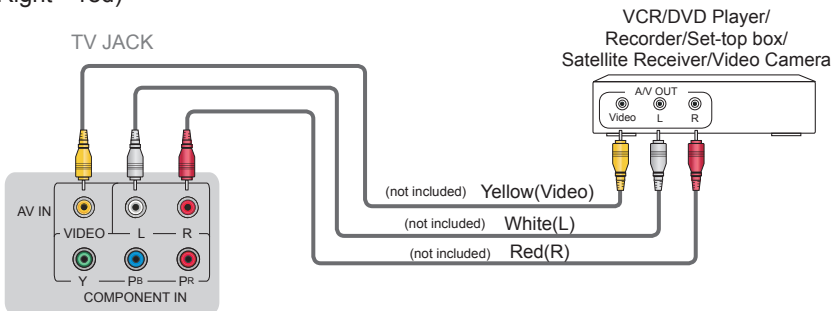 Right – red)
VCR/DVD Player/
Recorder/Set-top box/
Satellite Receiver/Video Camera
TV JACK
A/V OUT
Video L R
(not included) Yellow(Video)
(not included) White(L)
(not included) Red(R)
AV IN
VIDEO L R
Y PB PR
COMPONENT IN